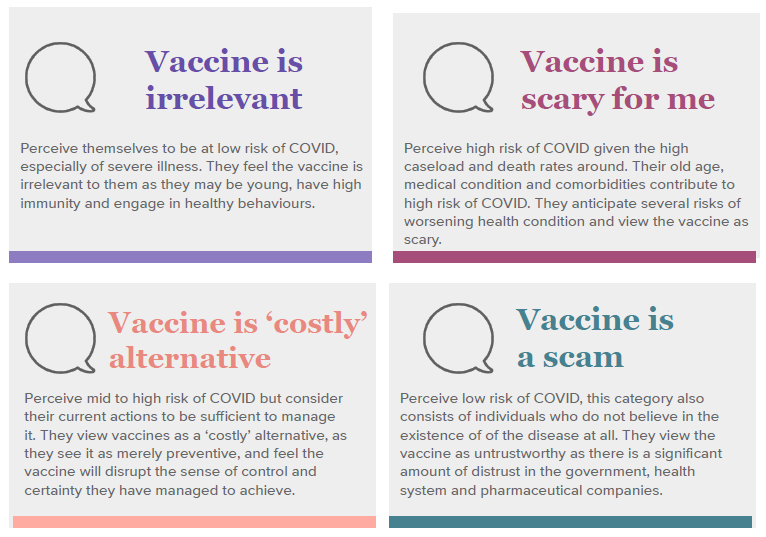 Vaccine is
irrelevant
Perceive themselves to be at low risk of COVID,
especially of severe illness. They feel the vaccine is
irrelevant to them as they may be young, have high
immunity and engage in healthy behaviours.
Vaccine is
scary for me
Perceive high risk of COVID given the high
caseload and death rates around. Their old age,
medical condition and comorbidities contribute to
high risk of COVID. They anticipate several risks of
worsening health condition and view the vaccine as
scary.
Vaccine is ‘costly’
alternative
Perceive mid to high risk of COVID but consider
their current actions to be sufficient to manage
it. They view vaccines as a ‘costly’ alternative, as
they see it as merely preventive, and feel the
vaccine will disrupt the sense of control and
certainty they have managed to achieve.
Vaccine is
a scam
Perceive low risk of COVID, this category also
consists of individuals who do not believe in the
existence of of the disease at all. They view the
vaccine as untrustworthy as there is a significant
amount of distrust in the government, health
system and pharmaceutical companies.